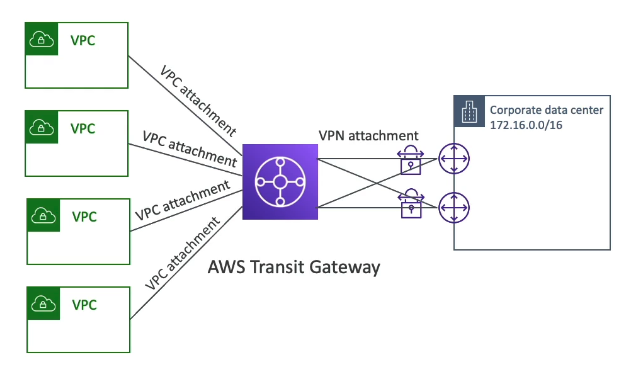 VPC
VPC attachment
VPC
VPC attachment
VPC
VPC attachment
VPC
VPC attachment
AWS Transit Gateway
VPN attachment
Corporate data center
172.16.0.0/16